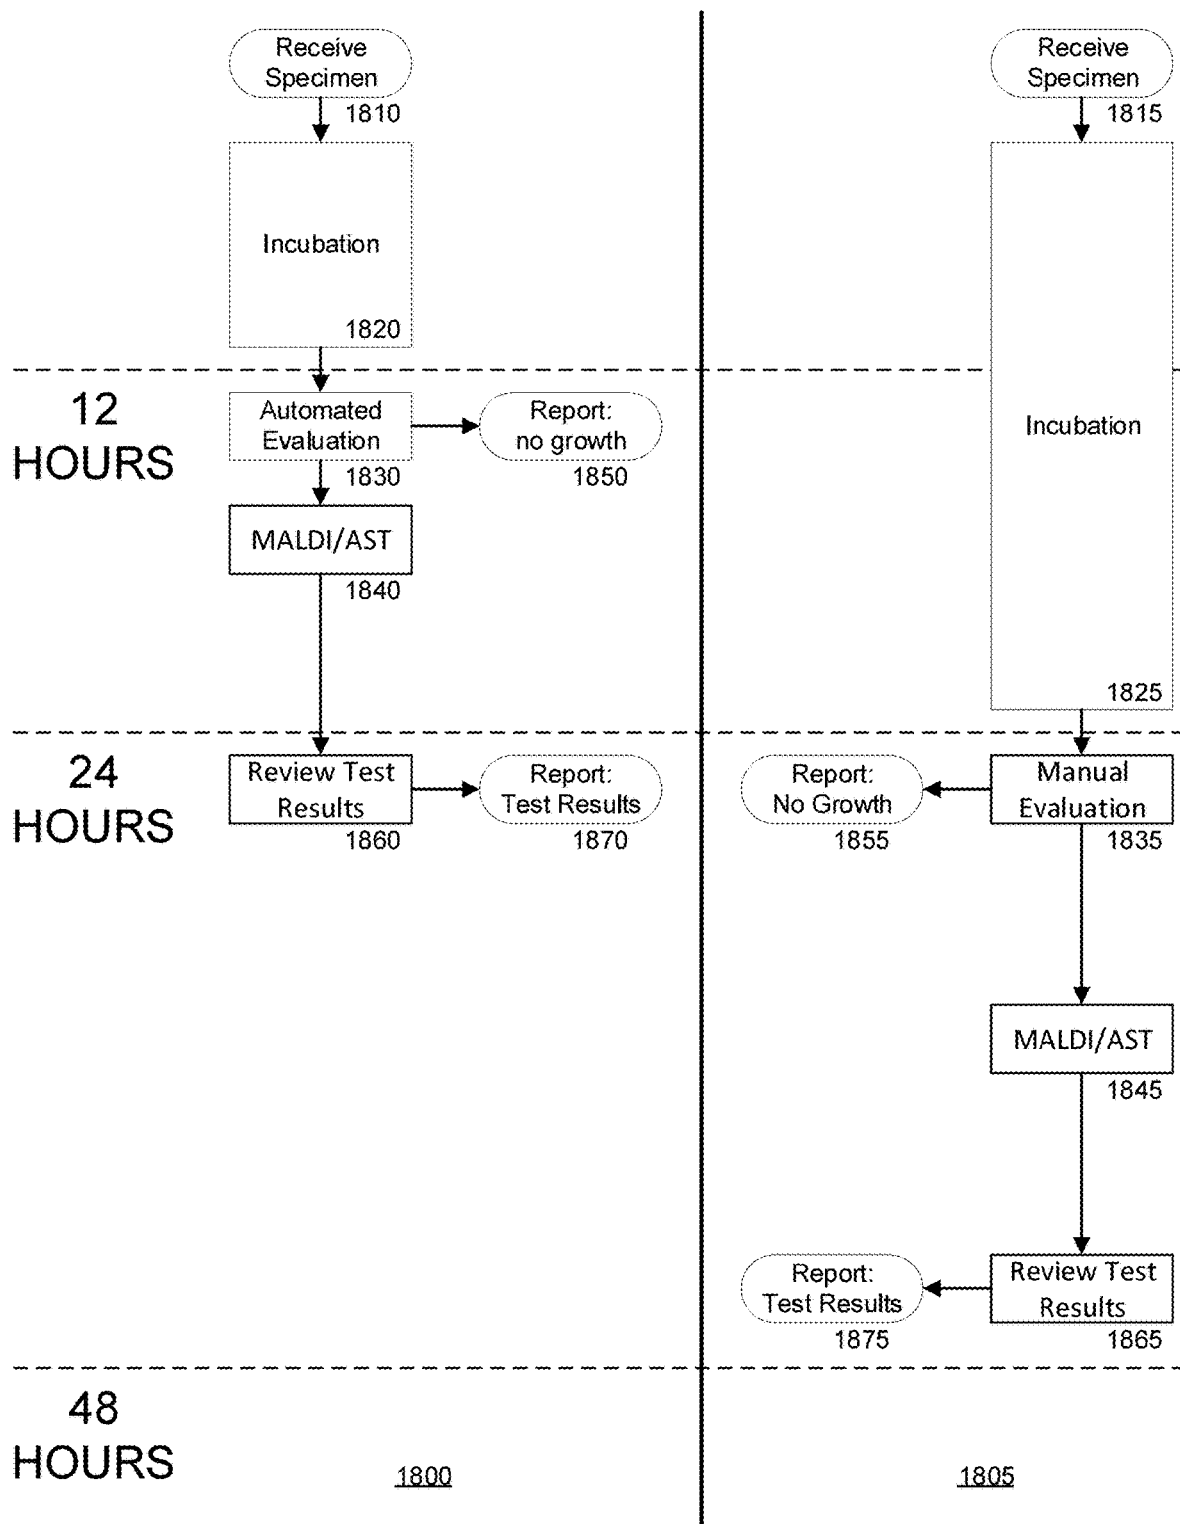 Receive
Specimen
1810
Incubation
1820
12
HOURS
Automated
Evaluation
1830
Report:
no growth
1850
MALDI/AST
1840
24
HOURS
Review Test
Results
1860
Report:
Test Results
1870
48
HOURS
1800
Receive
Specimen
1815
Incubation
1825
Manual
Evaluation
1835
Report:
No Growth
1855
MALDI/AST
1845
Review Test
Results
1865
Report:
Test Results
1875
1805